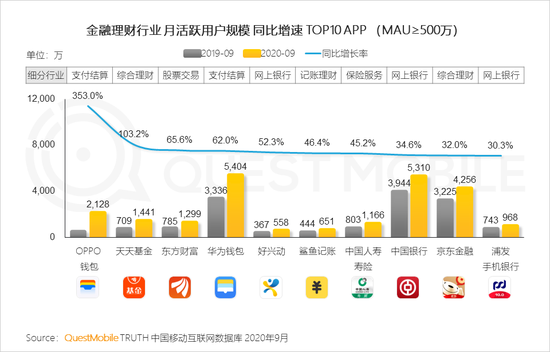 金融理财行业 月活跃用户规模 同比增速 TOP10 APP （MAU≥500万）
单位：万
2019-09 2020-09 同比增长率
细分行业 支付结算 综合理财 股票交易 支付结算 网上银行 记账理财 保险服务 网上银行 综合理财 网上银行
353.0% 103.2% 65.6% 62.0% 52.3% 46.4% 45.2% 34.6% 32.0% 30.3%
12,000
8,000
4,000
0
2,128
709 1,441
785 1,299
3,336 5,404
367 558
444 651
803 1,166
3,944 5,310
3,225 4,256
743 968
OPPO
钱包
天天基金
东方财富
华为钱包
好兴动
鲨鱼记账
中国人寿
寿险
中国银行
京东金融
浦发
手机银行
基金
10.0
QUESTMOBILE
Source：QuestMobile TRUTH 中国移动互联网数据库 2020年9月